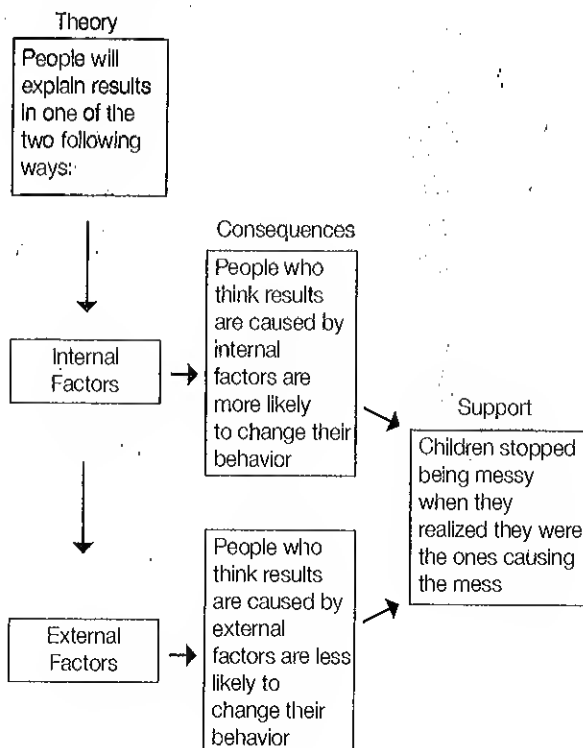 Theory
People will
explain results
in one of the
two following
ways:
Consequences
People who
think results
are caused by
internal
factors are
more likely
to change their
behavior
Internal
Factors
Support
Children stopped
being messy
when they
realized they were
the ones causing
the mess
People who
think results
are caused by
external
factors are less
likely to
change their
behavior
External
Factors